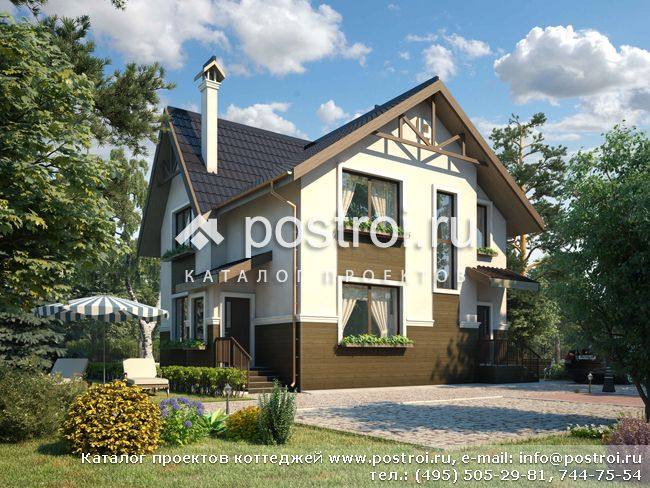 postroi.ru
КАТАЛОГ ПРОЕКТОВ
Каталог проектов коттеджей www.postroi.ru, e-mail: info@postroi.ru
тел.: (495) 505-29-81, 744-75-54